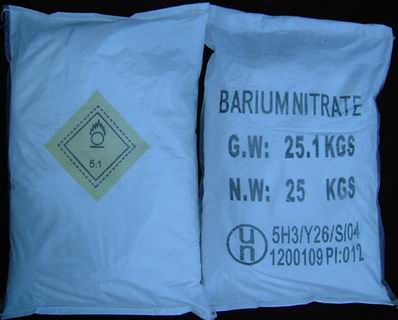 5.1
BARIUM NITRATE
G.W: 25.1 KGS
N.W: 25 KGS
un
5H3/Y26/S/04
1200109 PI:012